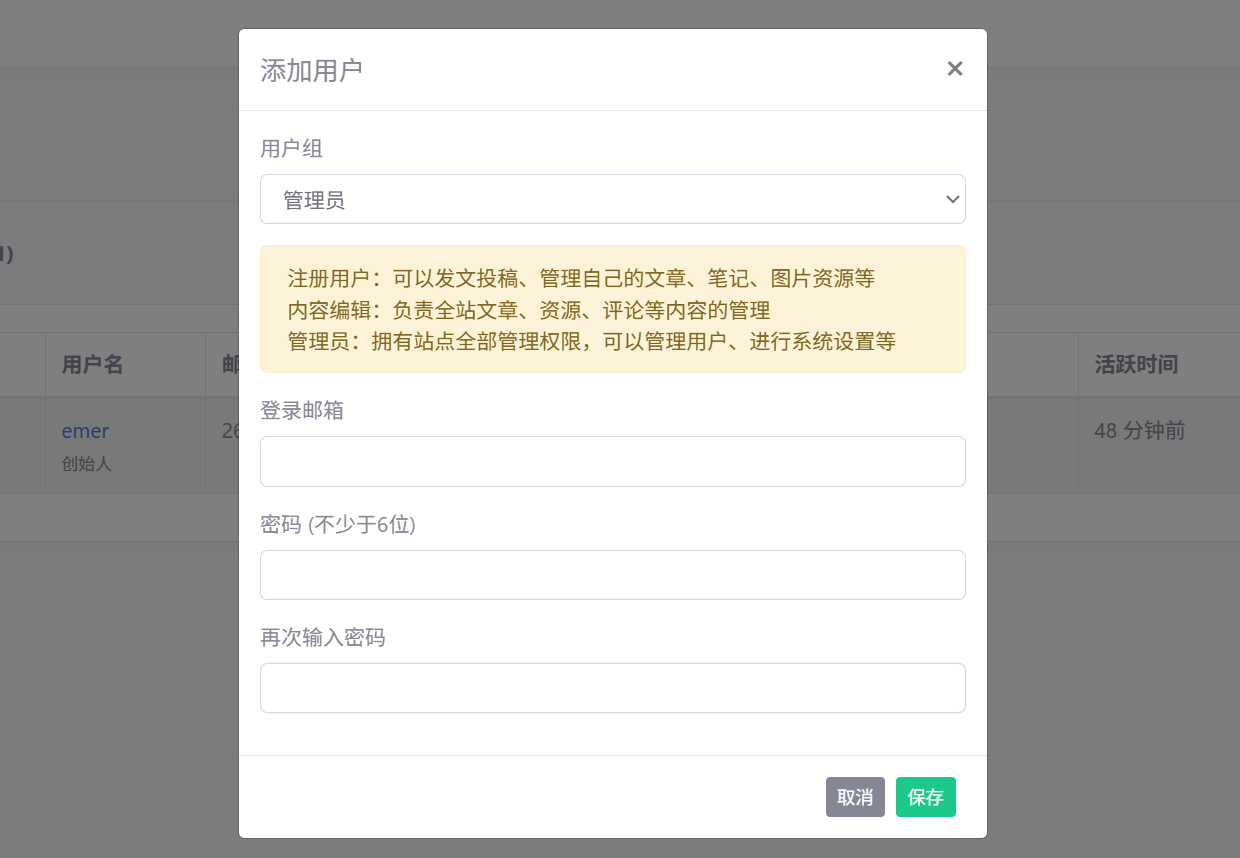 添加用户
×
用户组
管理员
注册用户：可以发文投稿、管理自己的文章、笔记、图片资源等
内容编辑：负责全站文章、资源、评论等内容的管理
管理员：拥有站点全部管理权限，可以管理用户、进行系统设置等
登录邮箱
密码 (不少于6位)
再次输入密码
取消 保存
用户名 邮 活跃时间
emer 26 48 分钟前
创始人